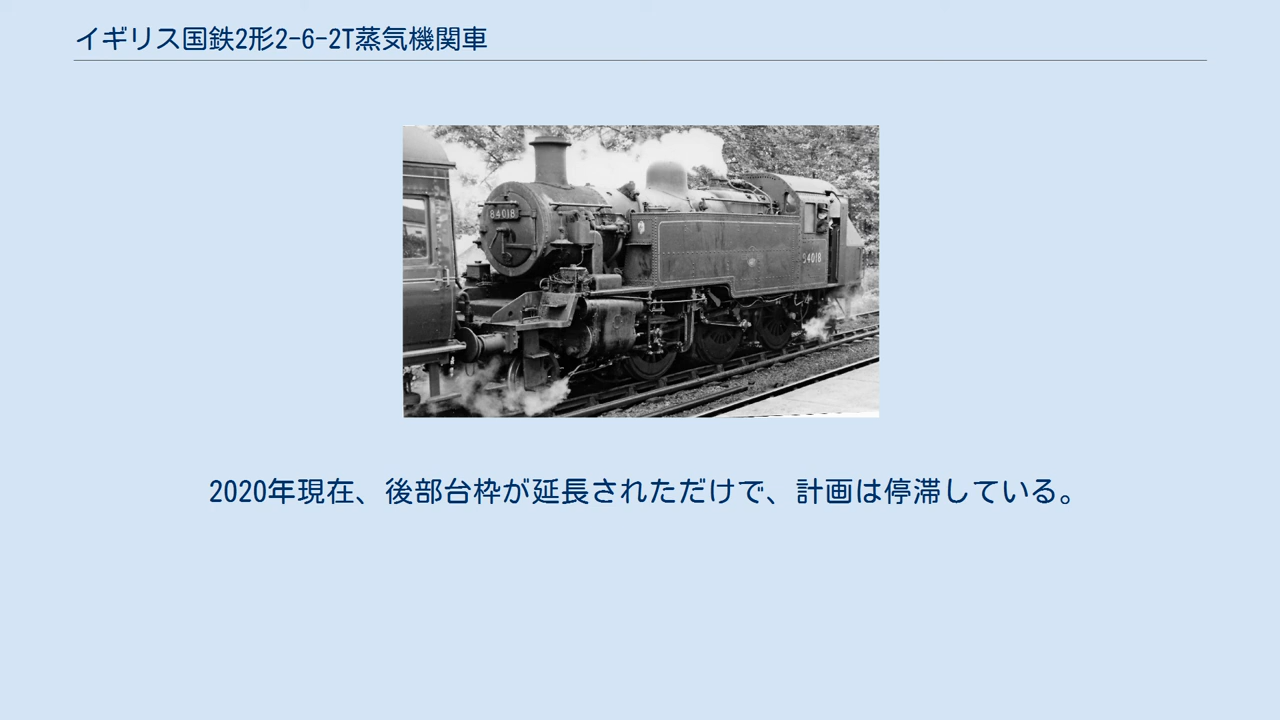 イギリス国鉄2形2-6-2T蒸気機関車
84018
84018
2020年現在、後部台枠が延長されただけで、計画は停滞している。